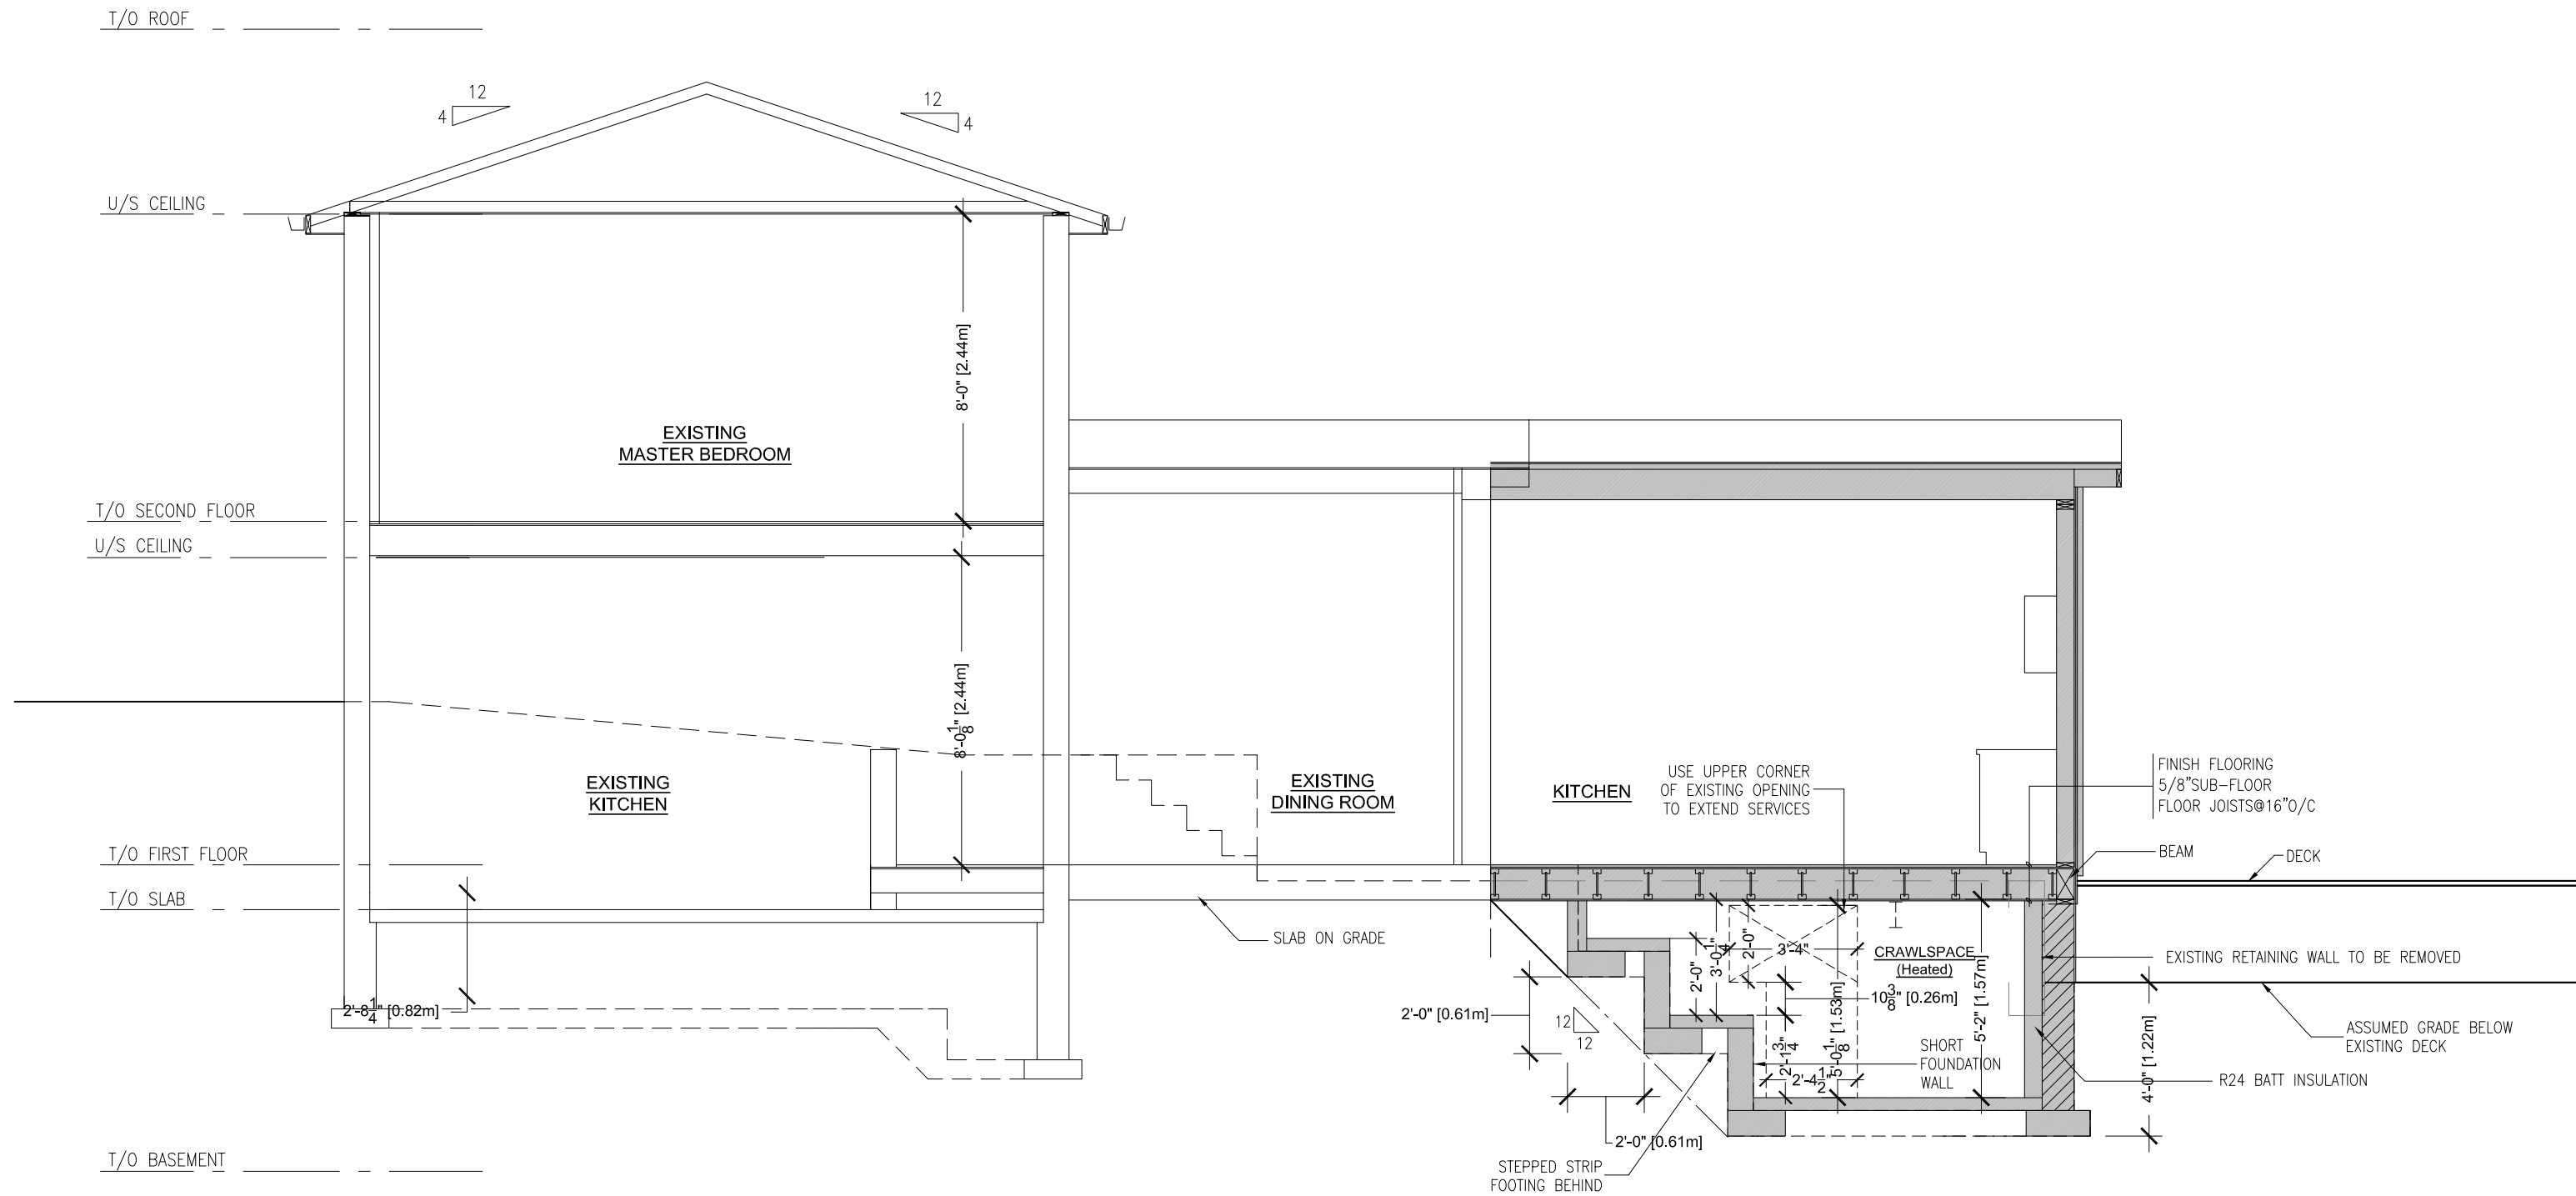 T/O ROOF
12
4
12
4
U/S CEILING
8'-0" [2.44m]
EXISTING
MASTER BEDROOM
T/O SECOND FLOOR
U/S CEILING
8'-0 1/8" [2.44m]
EXISTING
KITCHEN
EXISTING
DINING ROOM
KITCHEN
USE UPPER CORNER
OF EXISTING OPENING
TO EXTEND SERVICES
FINISH FLOORING
5/8"SUB-FLOOR
FLOOR JOISTS@16"O/C
BEAM
DECK
T/O FIRST FLOOR
T/O SLAB
SLAB ON GRADE
2'-8 1/4" [0.82m]
2'-0"
3'-0 1/4"
2'-0"
3'-4"
CRAWLSPACE
(Heated)
10 3/8" [0.26m]
EXISTING RETAINING WALL TO BE REMOVED
2'-0" [0.61m]
12
12
2'-1 3/4"
5'-0 1/8" [1.53m]
5'-2" [1.57m]
2'-4 1/2"
SHORT
FOUNDATION
WALL
ASSUMED GRADE BELOW
EXISTING DECK
R24 BATT INSULATION
4'-0" [1.22m]
2'-0" [0.61m]
STEPPED STRIP
FOOTING BEHIND
T/O BASEMENT